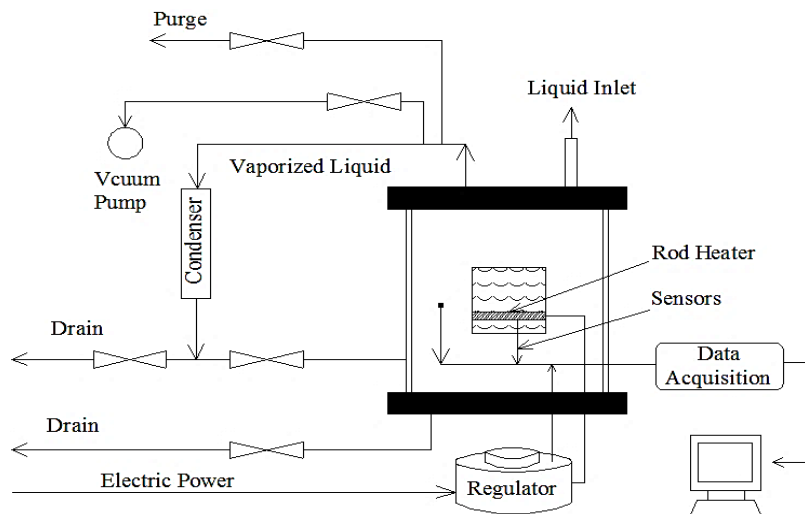 Purge
Liquid Inlet
Vaporized Liquid
Vcuum
Pump
Condenser
Rod Heater
Sensors
Drain
Data
Acquisition
Drain
Electric Power
Regulator